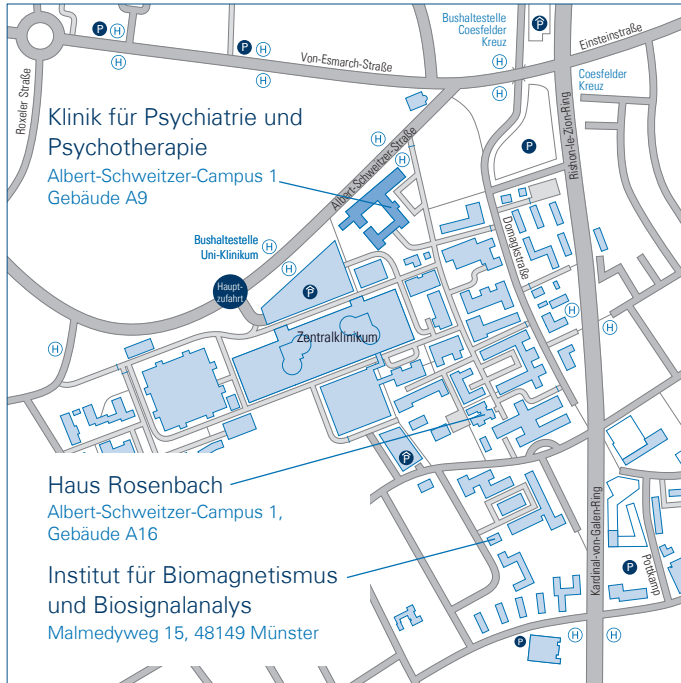 P
H
P
H
Bushaltestelle
Coesfelder
Kreuz
P
H
H
Von-Esmarch-Straße
H
H
Einsteinstraße
Coesfelder
Kreuz
Roxeler Straße
Rishon-le-Zion-Ring
Klinik für Psychiatrie und
Psychotherapie
Albert-Schweitzer-Campus 1
Gebäude A9
Albert-Schweitzer-Straße
H
H
P
Domagkstraße
Bushaltestelle
Uni-Klinikum
H
H
Haupt-
zufahrt
P
Zentralklinikum
H
H
H
P
Haus Rosenbach
Albert-Schweitzer-Campus 1,
Gebäude A16
Institut für Biomagnetismus
und Biosignalanalys
Malmedyweg 15, 48149 Münster
Kardinal-von-Galen-Ring
Pottkamp
P
P
H
H